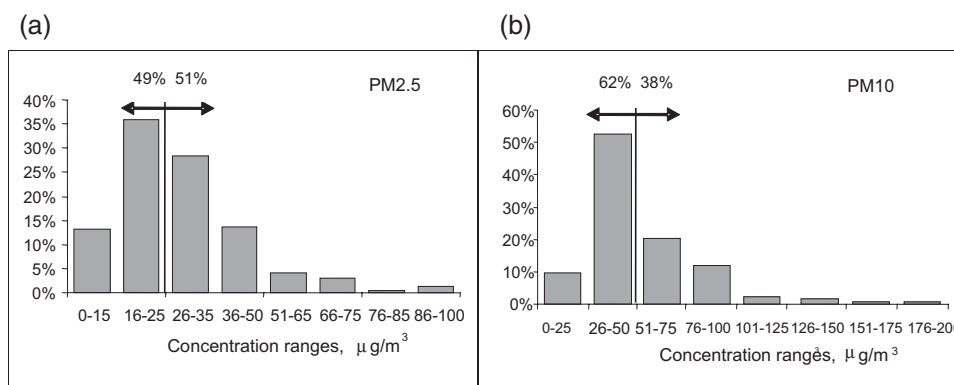 (a)
49% 51%
PM2.5
40%
35%
30%
25%
20%
15%
10%
5%
0%
0-15 16-25 26-35 36-50 51-65 66-75 76-85 86-100
Concentration ranges, μ g/m³
(b)
62% 38%
PM10
60%
50%
40%
30%
20%
10%
0%
0-25 26-50 51-75 76-100 101-125 126-150 151-175 176-200
Concentration ranges, μ g/m³